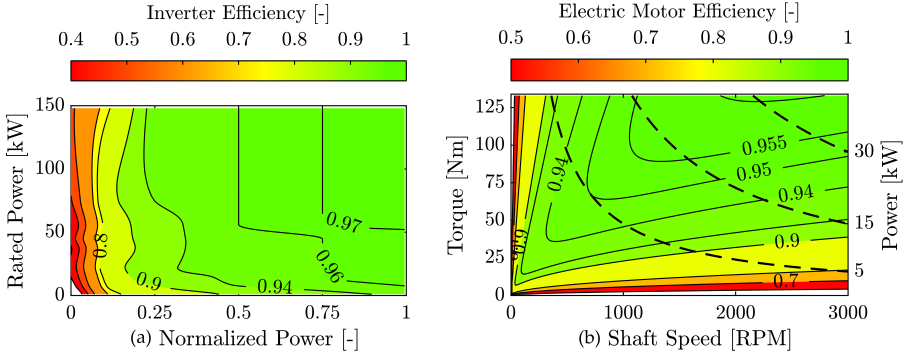 Inverter Efficiency [-]
0.4 0.5 0.6 0.7 0.8 0.9 1
Rated Power [kW]
150
100
50
0
0.8
0.9
0.94
0.96
0.97
0 0.25 0.5 0.75 1
(a) Normalized Power [-]
Electric Motor Efficiency [-]
0.5 0.6 0.7 0.8 0.9 1
Torque [Nm]
125
100
75
50
25
0
0.9
0.94
0.955
0.95
0.94
0.9
0.7
30
15
5
Power [kW]
0 1000 2000 3000
(b) Shaft Speed [RPM]